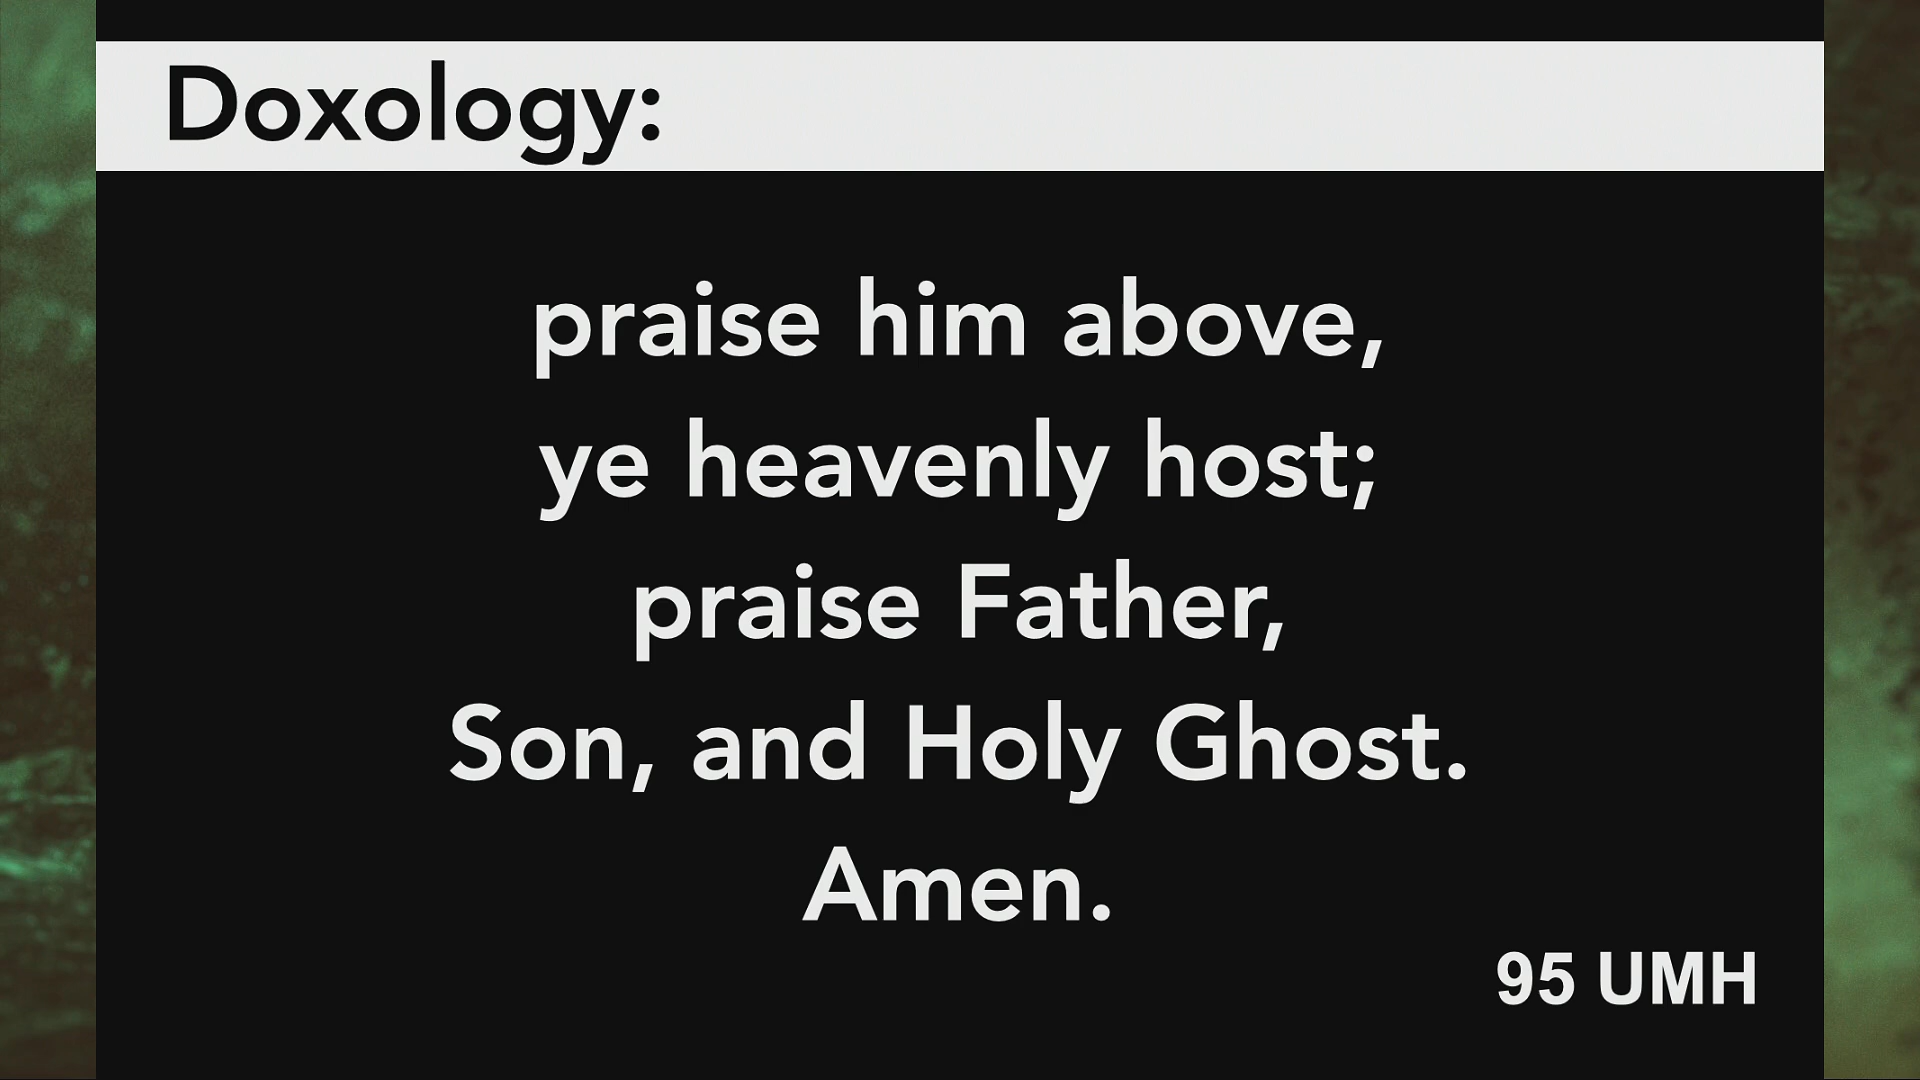 Doxology:
praise him above,
ye heavenly host;
praise Father,
Son, and Holy Ghost.
Amen.
95 UMH